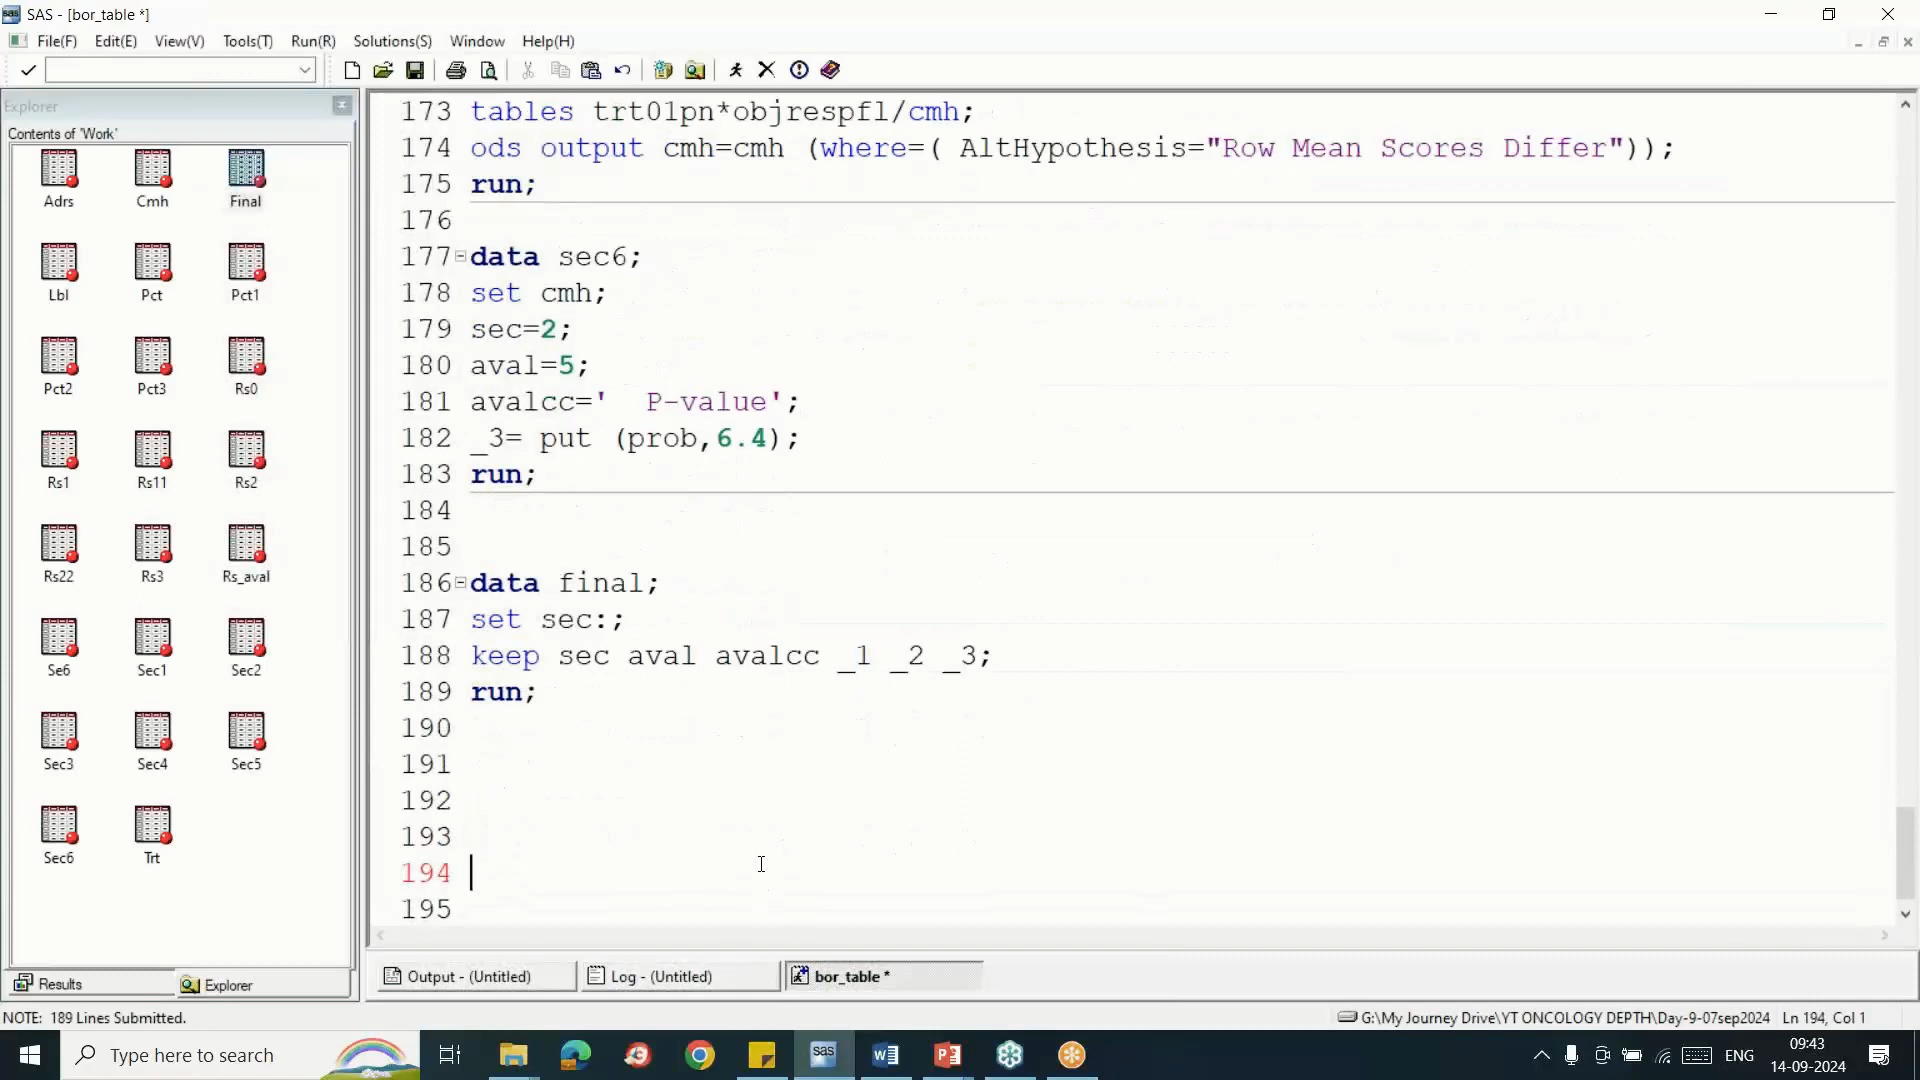 SAS - [bor_table *]
File(F) Edit(E) View(V) Tools(T) Run(R) Solutions(S) Window Help(H)
Explorer
Contents of 'Work'
Adrs Cmh Final
Lbl Pct Pct1
Pct2 Pct3 Rs0
Rs1 Rs11 Rs2
Rs22 Rs3 Rs_aval
Se6 Sec1 Sec2
Sec3 Sec4 Sec5
Sec6 Trt
Results Explorer
173 tables trt01pn*objrespfl/cmh;
174 ods output cmh=cmh (where=( AltHypothesis="Row Mean Scores Differ"));
175 run;
176
177 data sec6;
178 set cmh;
179 sec=2;
180 aval=5;
181 avalcc='  P-value';
182 _3= put (prob,6.4);
183 run;
184
185
186 data final;
187 set sec:;
188 keep sec aval avalcc _1 _2 _3;
189 run;
190
191
192
193
194
195
Output - (Untitled) Log - (Untitled) bor_table *
NOTE: 189 Lines Submitted.
G:\My Journey Drive\YT ONCOLOGY DEPTH\Day-9-07sep2024 Ln 194, Col 1
Type here to search
ENG
09:43
14-09-2024